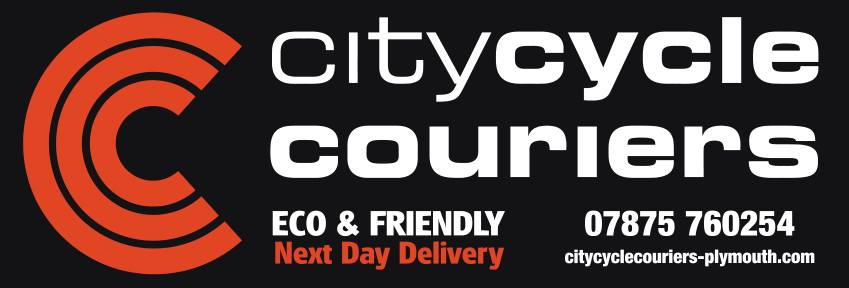 citycycle
couriers
ECO & FRIENDLY
Next Day Delivery
07875 760254
citycyclecouriers-plymouth.com